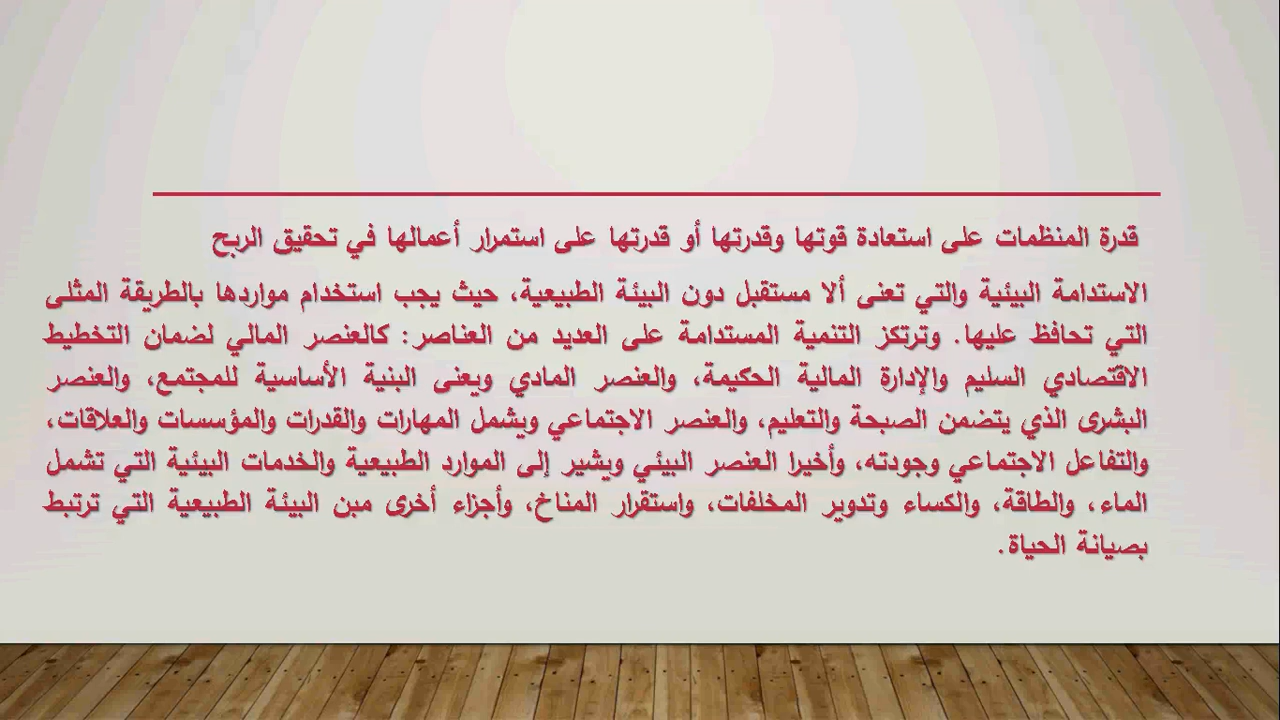 قدرة المنظمات على استعادة قوتها وقدرتها أو قدرتها على استمرار أعمالها في تحقيق الربح
الاستدامة البيئية والتي تعنى ألا مستقبل دون البيئة الطبيعية، حيث يجب استخدام مواردها بالطريقة المثلى
التي تحافظ عليها. وترتكز التنمية المستدامة على العديد من العناصر: كالعنصر المالي لضمان التخطيط
الاقتصادي السليم والإدارة المالية الحكيمة، والعنصر المادي ويعنى البنية الأساسية للمجتمع، والعنصر
البشرى الذي يتضمن الصبحة والتعليم، والعنصر الاجتماعي ويشمل المهارات والقدرات والمؤسسات والعلاقات،
والتفاعل الاجتماعي وجودته، وأخيرا العنصر البيئي ويشير إلى الموارد الطبيعية والخدمات البيئية التي تشمل
الماء، والطاقة، والكساء وتدوير المخلفات، واستقرار المناخ، وأجزاء أخرى مبن البيئة الطبيعية التي ترتبط
بصيانة الحياة.